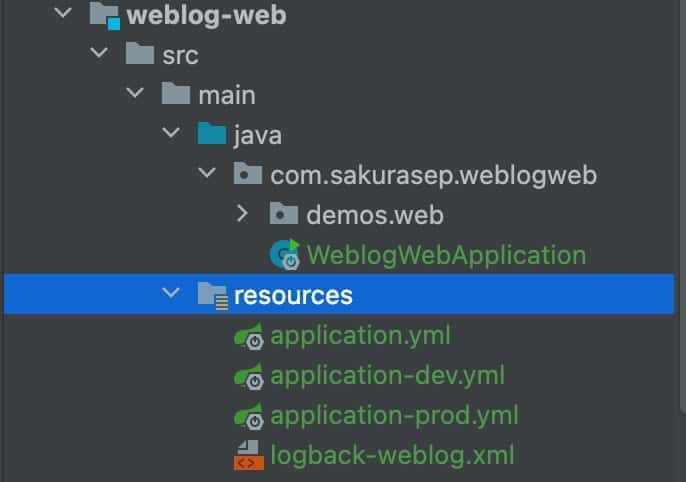 weblog-web
src
main
java
com.sakurasep.weblogweb
demos.web
WeblogWebApplication
resources
application.yml
application-dev.yml
application-prod.yml
logback-weblog.xml